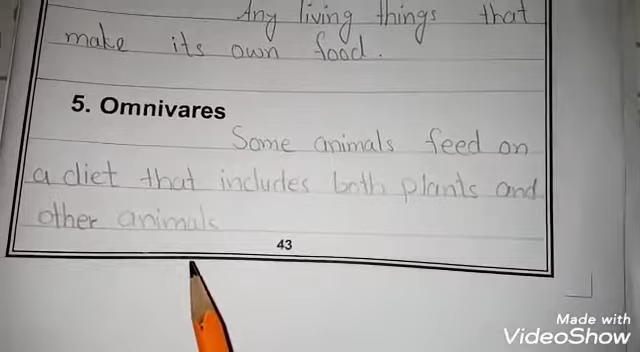 Any living things that
make its own food.
5. Omnivares
Some animals feed on
a diet that includes both plants and
other animals
43
Made with
VideoShow